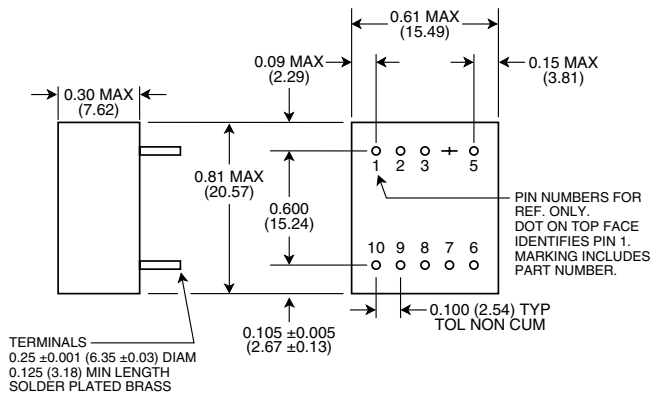 0.61 MAX
(15.49)
0.09 MAX
(2.29)
0.15 MAX
(3.81)
0.30 MAX
(7.62)
0.81 MAX
(20.57)
0.600
(15.24)
1 2 3 5
10 9 8 7 6
PIN NUMBERS FOR
REF. ONLY.
DOT ON TOP FACE
IDENTIFIES PIN 1.
MARKING INCLUDES
PART NUMBER.
0.100 (2.54) TYP
TOL NON CUM
0.105 ±0.005
(2.67 ±0.13)
TERMINALS
0.25 ±0.001 (6.35 ±0.03) DIAM
0.125 (3.18) MIN LENGTH
SOLDER PLATED BRASS